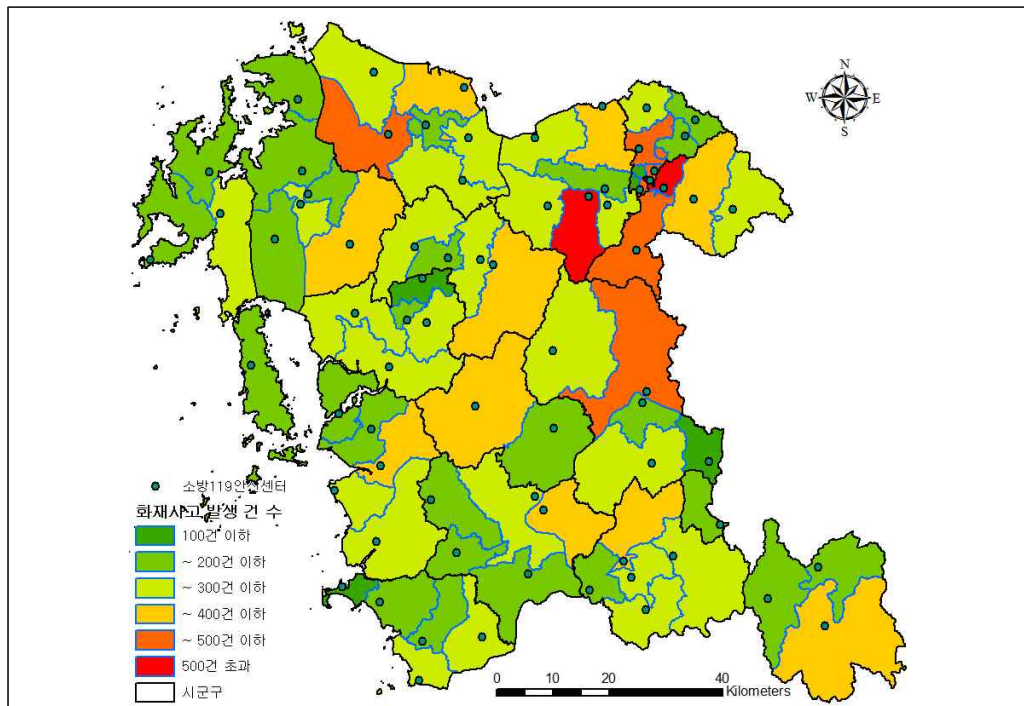 N
W E
S
소방119안전센터
화재사고 발생 건 수
100건 이하
~ 200건 이하
~ 300건 이하
~ 400건 이하
~ 500건 이하
500건 초과
시군구
0 10 20 40
Kilometers